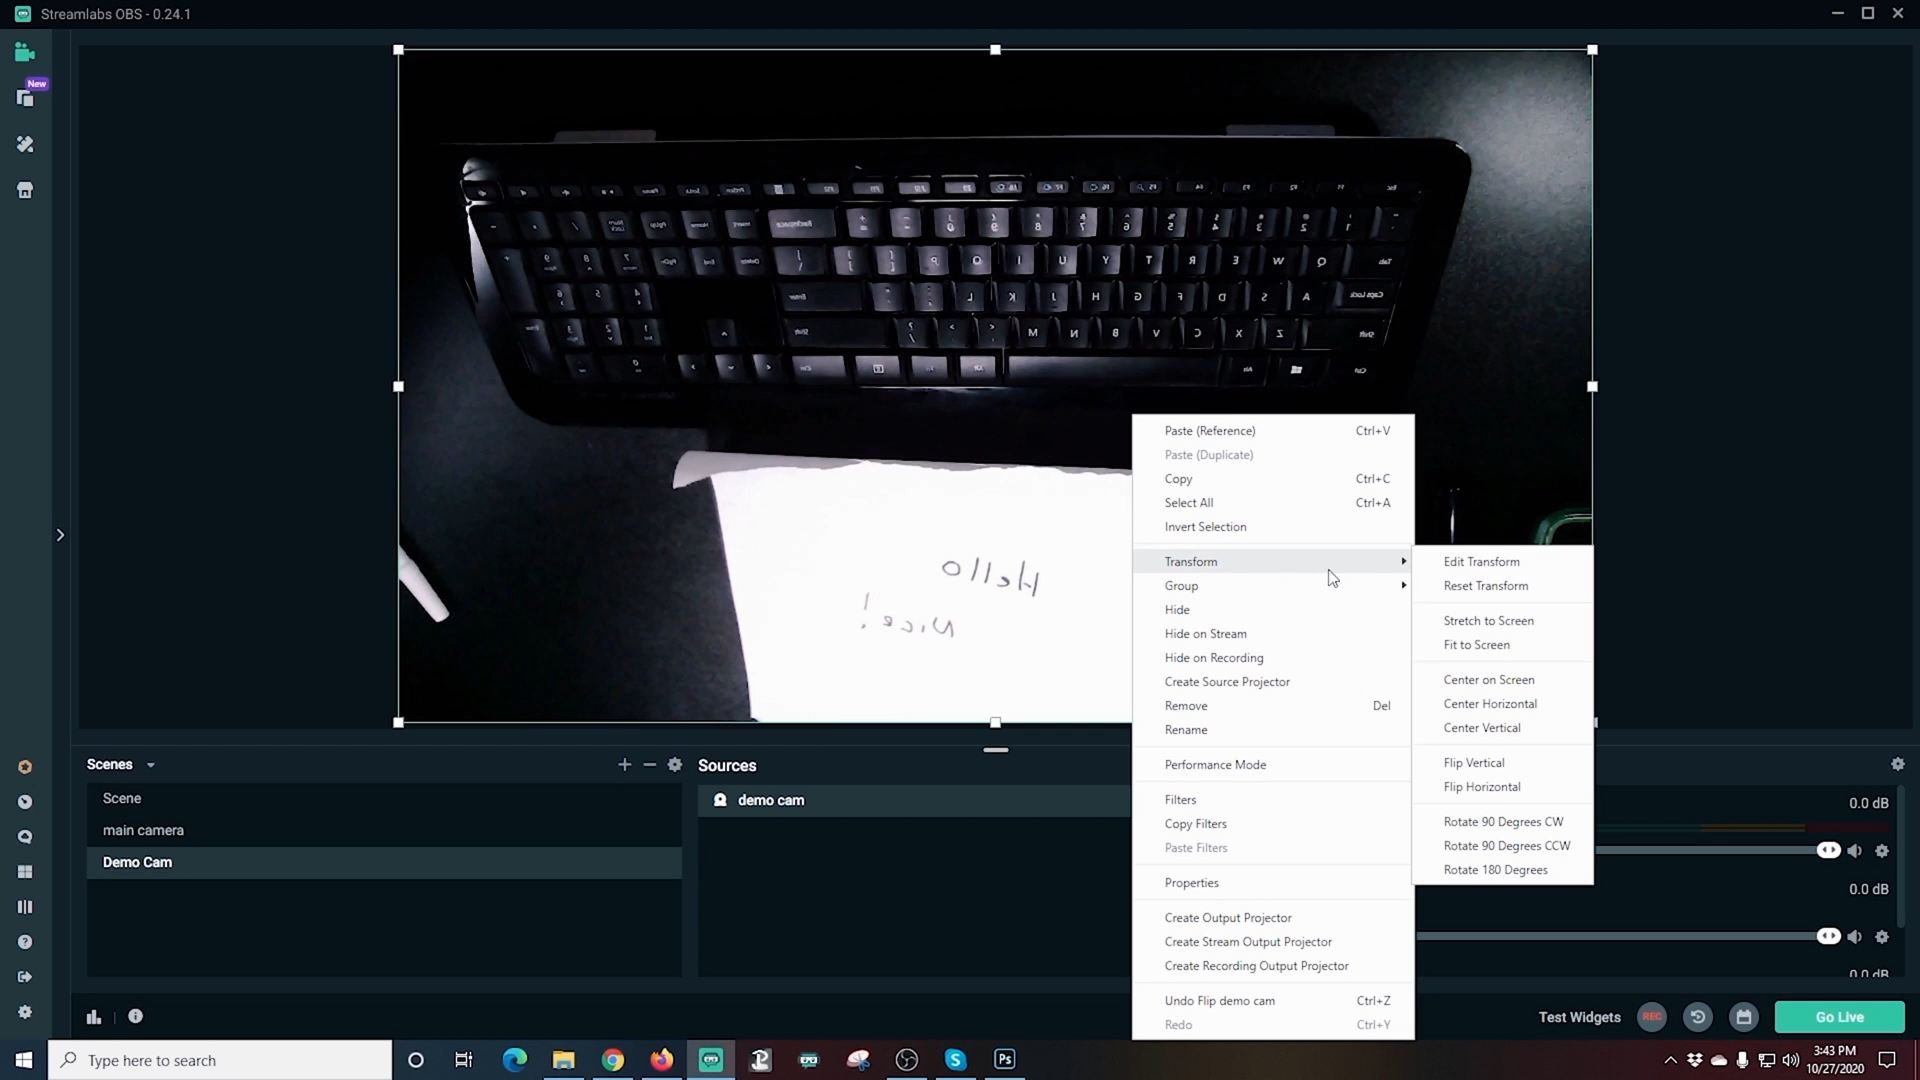 Streamlabs OBS - 0.24.1
New
Hello
Nice!
Paste (Reference) Ctrl+V
Paste (Duplicate)
Copy Ctrl+C
Select All Ctrl+A
Invert Selection
Transform
Group
Hide
Hide on Stream
Hide on Recording
Create Source Projector
Remove Del
Rename
Performance Mode
Filters
Copy Filters
Paste Filters
Properties
Create Output Projector
Create Stream Output Projector
Create Recording Output Projector
Undo Flip demo cam Ctrl+Z
Redo Ctrl+Y
Edit Transform
Reset Transform
Stretch to Screen
Fit to Screen
Center on Screen
Center Horizontal
Center Vertical
Flip Vertical
Flip Horizontal
Rotate 90 Degrees CW
Rotate 90 Degrees CCW
Rotate 180 Degrees
Scenes
Scene
main camera
Demo Cam
Sources
demo cam
0.0 dB
0.0 dB
0.0 dB
Test Widgets
REC
Go Live
Type here to search
Ps
3:43 PM
10/27/2020